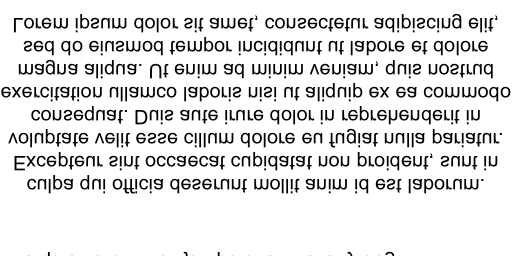 Lorem ipsum dolor sit amet, consectetur adipiscing elit,
sed do eiusmod tempor incididunt ut labore et dolore
magna aliqua. Ut enim ad minim veniam, quis nostrud
exercitation ullamco laboris nisi ut aliquip ex ea commodo
consequat. Duis aute irure dolor in reprehenderit in
voluptate velit esse cillum dolore eu fugiat nulla pariatur.
Excepteur sint occaecat cupidatat non proident, sunt in
culpa qui officia deserunt mollit anim id est laborum.